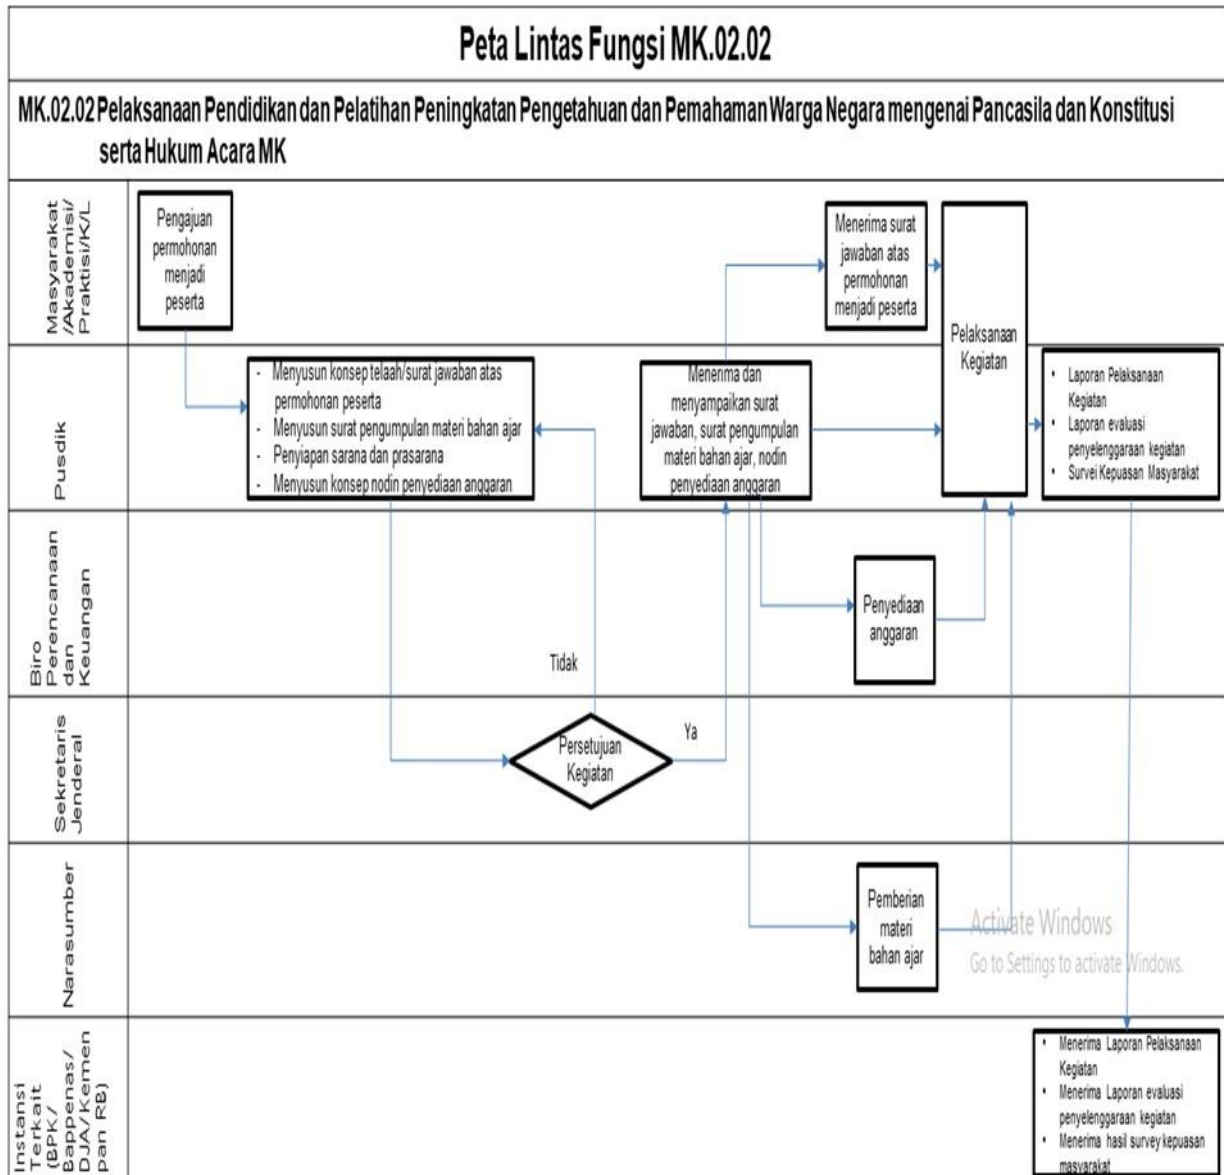 Peta Lintas Fungsi MK.02.02
MK.02.02 Pelaksanaan Pendidikan dan Pelatihan Peningkatan Pengetahuan dan Pemahaman Warga Negara mengenai Pancasila dan Konstitusi
serta Hukum Acara MK
Masyarakat
/Akademisi/
Praktisi/K/L
Pengajuan
permohonan
menjadi
peserta
Menerima surat
jawaban atas
permohonan
menjadi peserta
Pelaksanaan
Kegiatan
Pusdik
- Menyusun konsep telaah/surat jawaban atas
permohonan peserta
- Menyusun surat pengumpulan materi bahan ajar
- Penyiapan sarana dan prasarana
- Menyusun konsep nodin penyediaan anggaran
Menerima dan
menyampaikan surat
jawaban, surat pengumpulan
materi bahan ajar, nodin
penyediaan anggaran
• Laporan Pelaksanaan
Kegiatan
• Laporan evaluasi
penyelenggaraan kegiatan
• Survei Kepuasan Masyarakat
Biro
Perencanaan
dan
Keuangan
Penyediaan
anggaran
Tidak
Sekretaris
Jenderal
Persetujuan
Kegiatan
Ya
Narasumber
Pemberian
materi
bahan ajar
Activate Windows
Go to Settings to activate Windows.
Instansi
Terkait
(BPK/
Bappenas/
DJA/Kemen
pan RB)
• Menerima Laporan Pelaksanaan
Kegiatan
• Menerima Laporan evaluasi
penyelenggaraan kegiatan
• Menerima hasil survey kepuasan
masyarakat